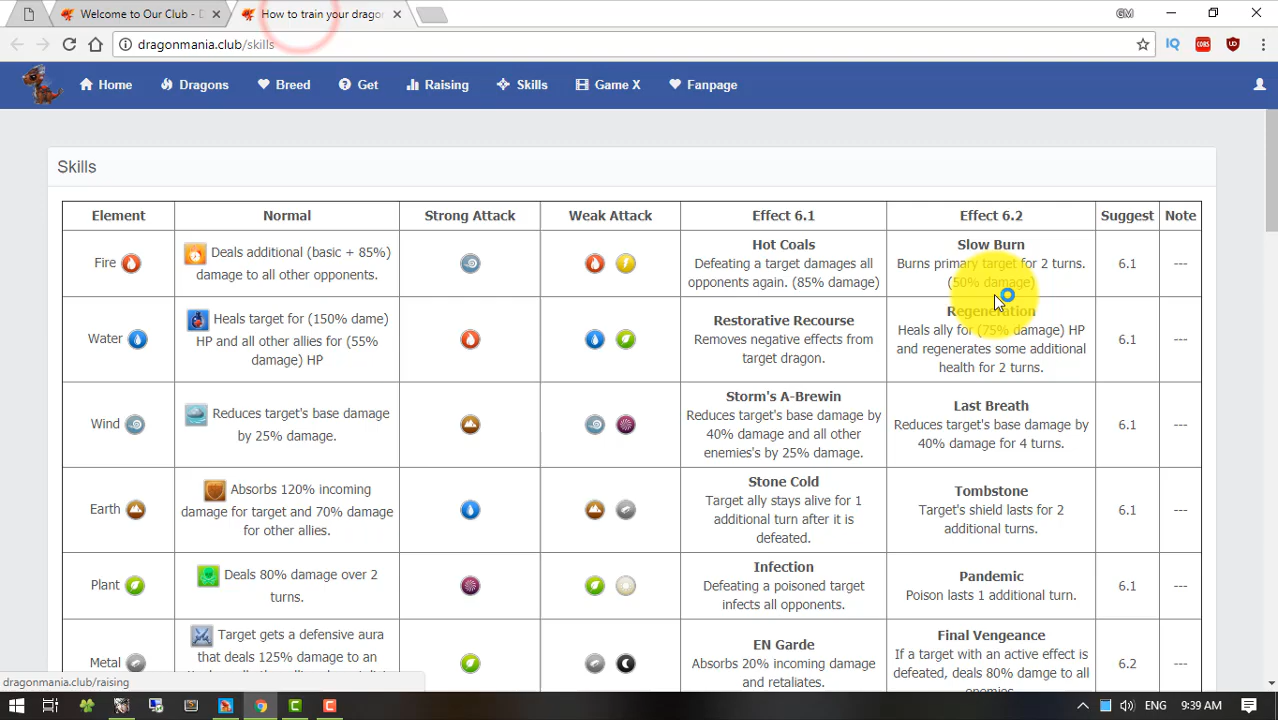 Welcome to Our Club - D
How to train your drago
GM
dragonmania.club/skills
IQ
CORS
Home
Dragons
Breed
Get
Raising
Skills
Game X
Fanpage
Skills
Element
Normal
Strong Attack
Weak Attack
Effect 6.1
Effect 6.2
Suggest
Note
Fire
Deals additional (basic + 85%)
damage to all other opponents.
Hot Coals
Defeating a target damages all
opponents again. (85% damage)
Slow Burn
Burns primary target for 2 turns.
(50% damage)
6.1
---
Water
Heals target for (150% dame)
HP and all other allies for (55%
damage) HP
Restorative Recourse
Removes negative effects from
target dragon.
Regeneration
Heals ally for (75% damage) HP
and regenerates some additional
health for 2 turns.
6.1
---
Wind
Reduces target's base damage
by 25% damage.
Storm's A-Brewin
Reduces target's base damage by
40% damage and all other
enemies's by 25% damage.
Last Breath
Reduces target's base damage by
40% damage for 4 turns.
6.1
---
Earth
Absorbs 120% incoming
damage for target and 70% damage
for other allies.
Stone Cold
Target ally stays alive for 1
additional turn after it is
defeated.
Tombstone
Target's shield lasts for 2
additional turns.
6.1
---
Plant
Deals 80% damage over 2
turns.
Infection
Defeating a poisoned target
infects all opponents.
Pandemic
Poison lasts 1 additional turn.
6.1
---
Metal
Target gets a defensive aura
that deals 125% damage to an
EN Garde
Absorbs 20% incoming damage
and retaliates.
Final Vengeance
If a target with an active effect is
defeated, deals 80% damge to all
6.2
---
dragonmania.club/raising
ENG
9:39 AM